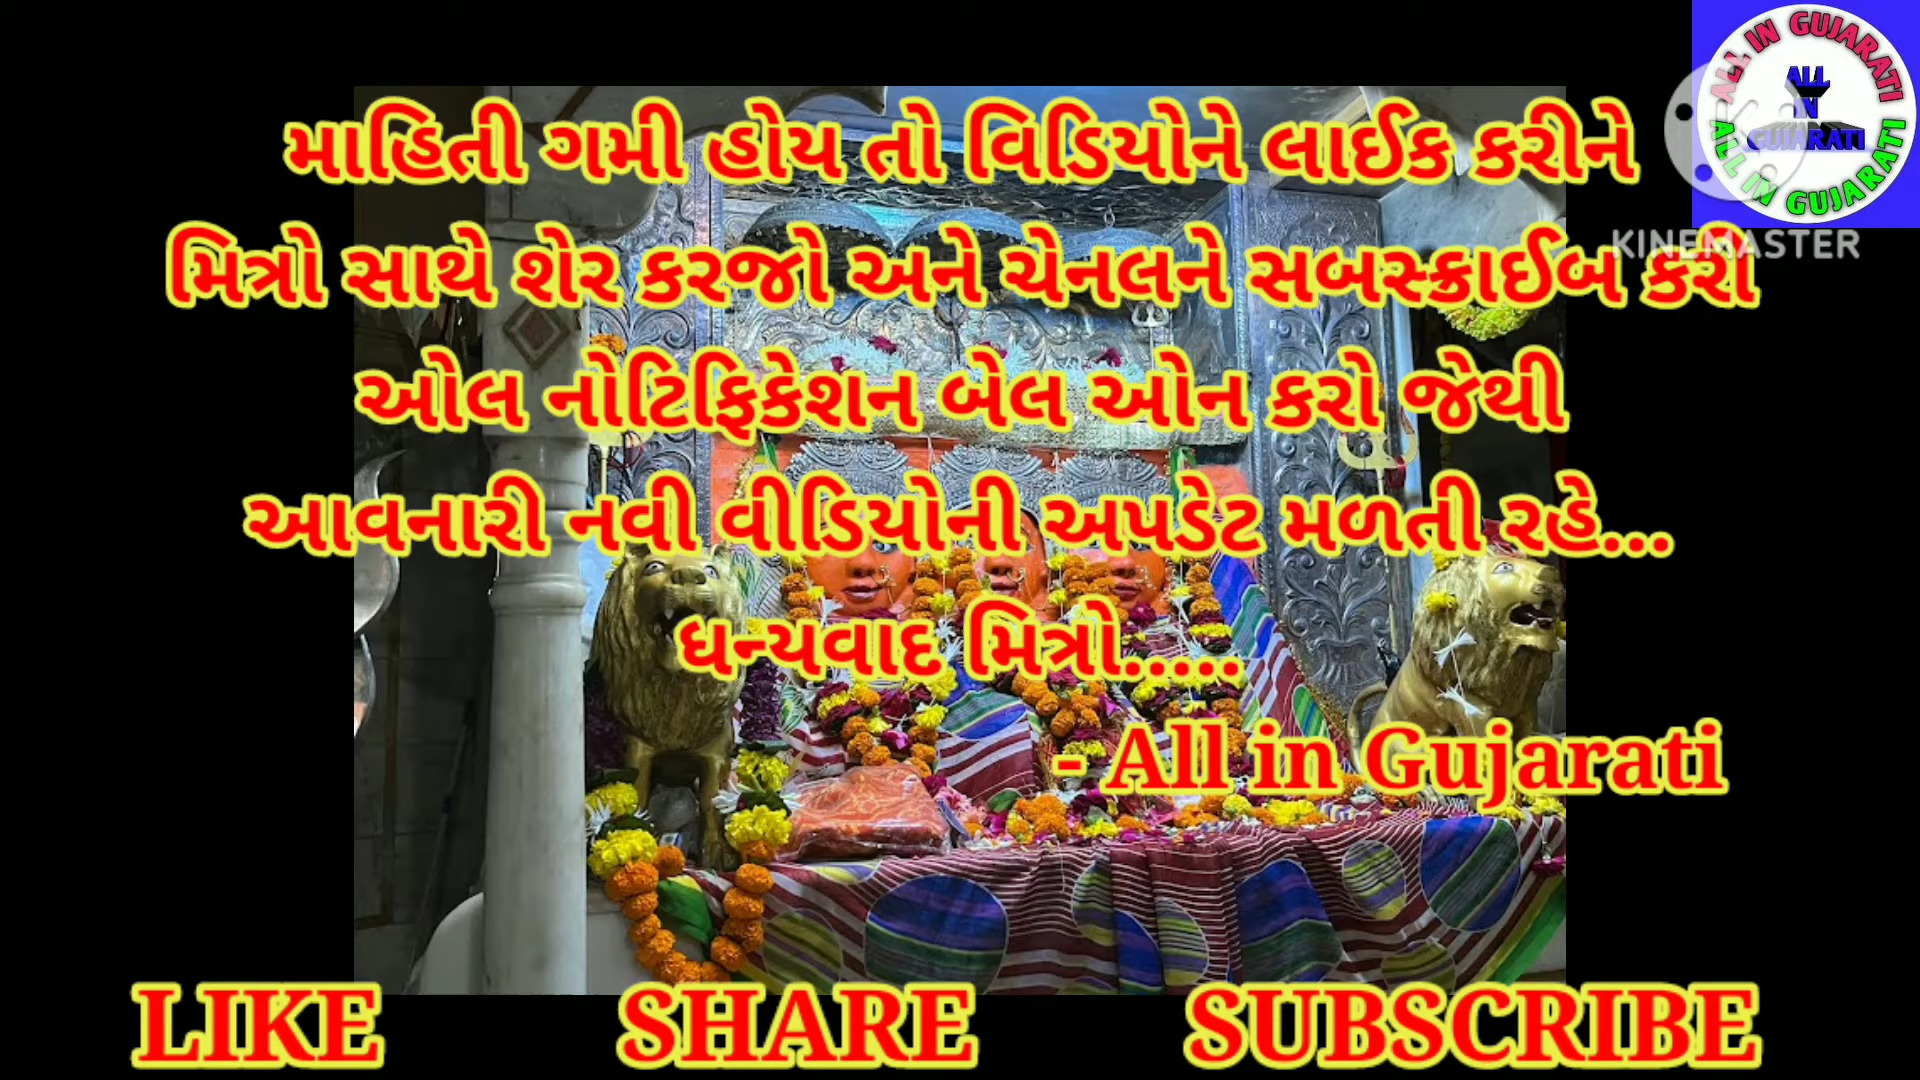 માહિતી ગમી હોય તો વિડિયોને લાઈક કરીને
મિત્રો સાથે શેર કરજો અને ચેનલને સબસ્ક્રાઈબ કરી
ઓલ નોટિફિકેશન બેલ ઓન કરો જેથી
આવનારી નવી વીડિયોની અપડેટ મળતી રહે...
ધન્યવાદ મિત્રો.....
- All in Gujarati
LIKE SHARE SUBSCRIBE
ALL IN GUJARATI
ALL
IN
GUJARATI
ALL IN GUJARATI
KINEMASTER